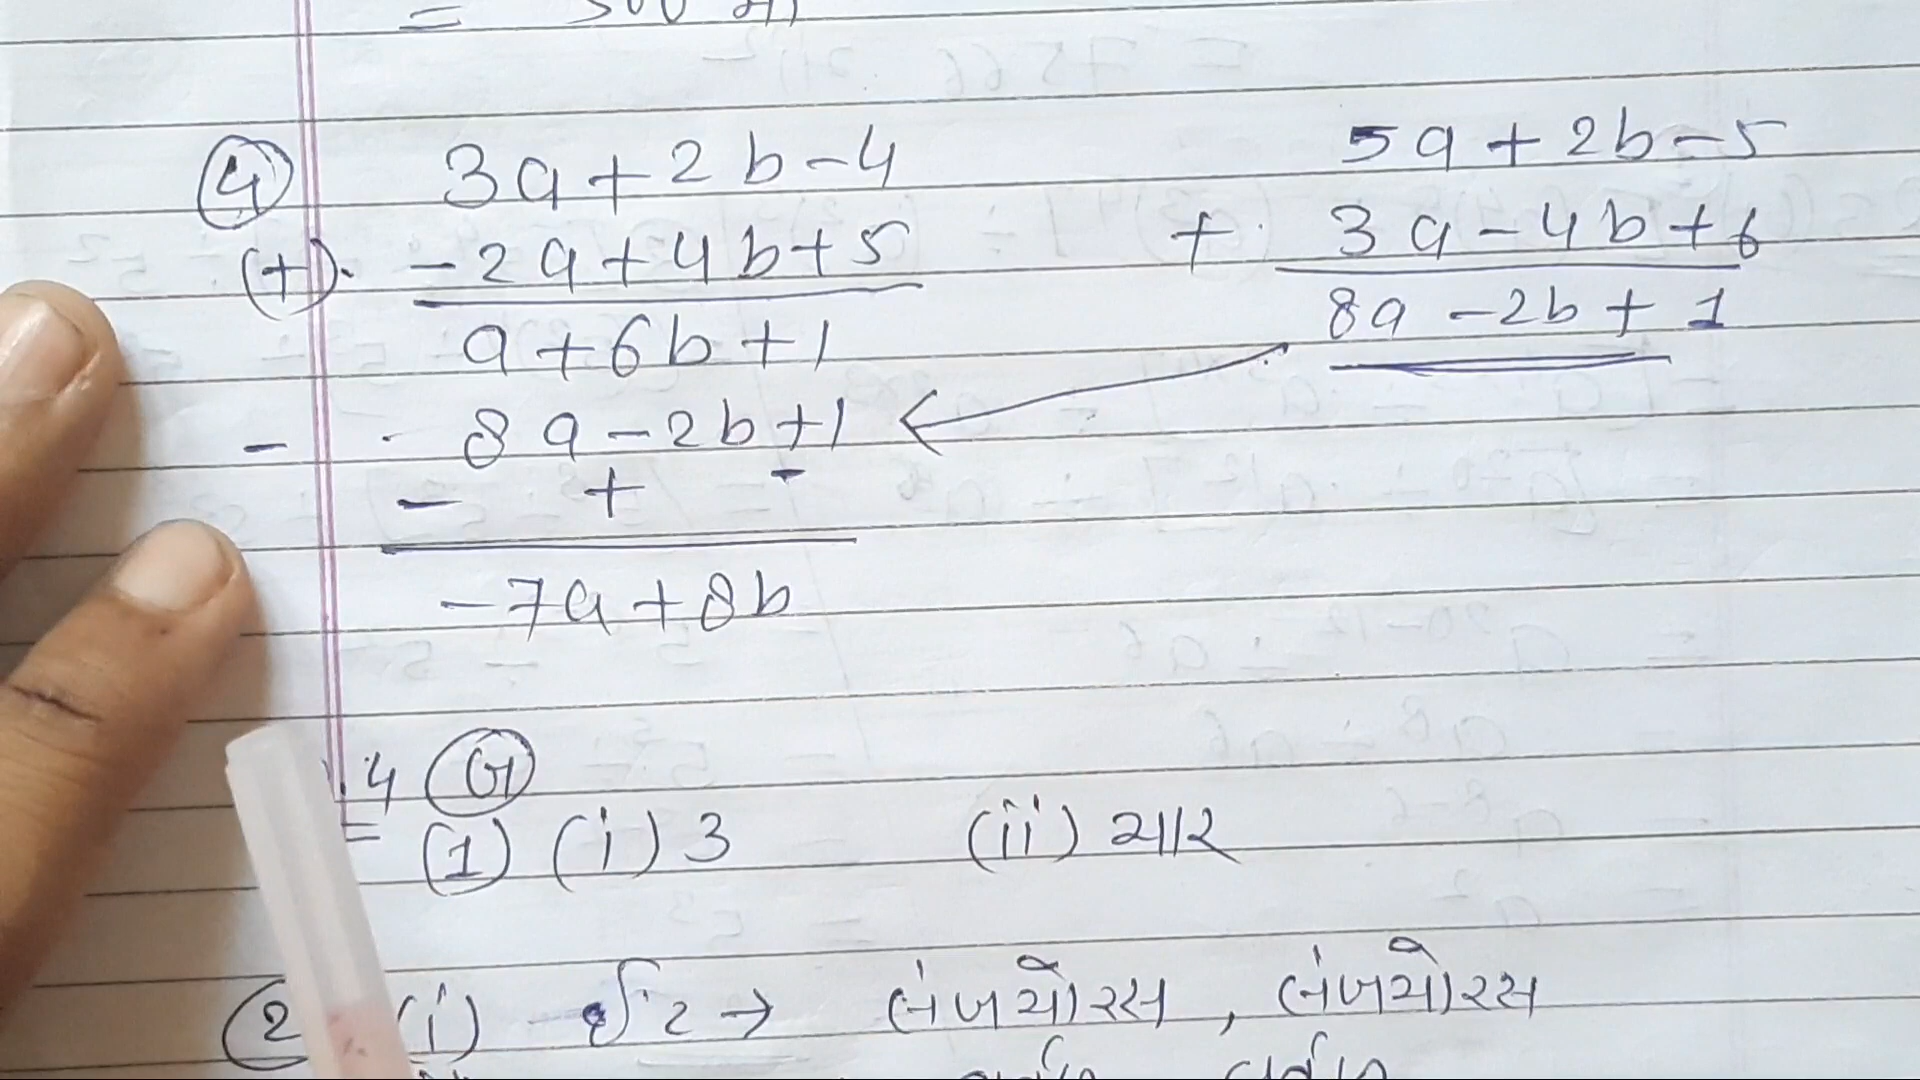 ④ 3a+2b-4
(+) -2a+4b+5
a+6b+1
- 8a-2b+1
- + -
-7a+8b
5a+2b-5
+ 3a-4b+6
8a-2b+1
.4 (બ)
= (1) (i) 3 (ii) ચાર
② (i) ઈંટ → લંબચોરસ, લંબચોરસ